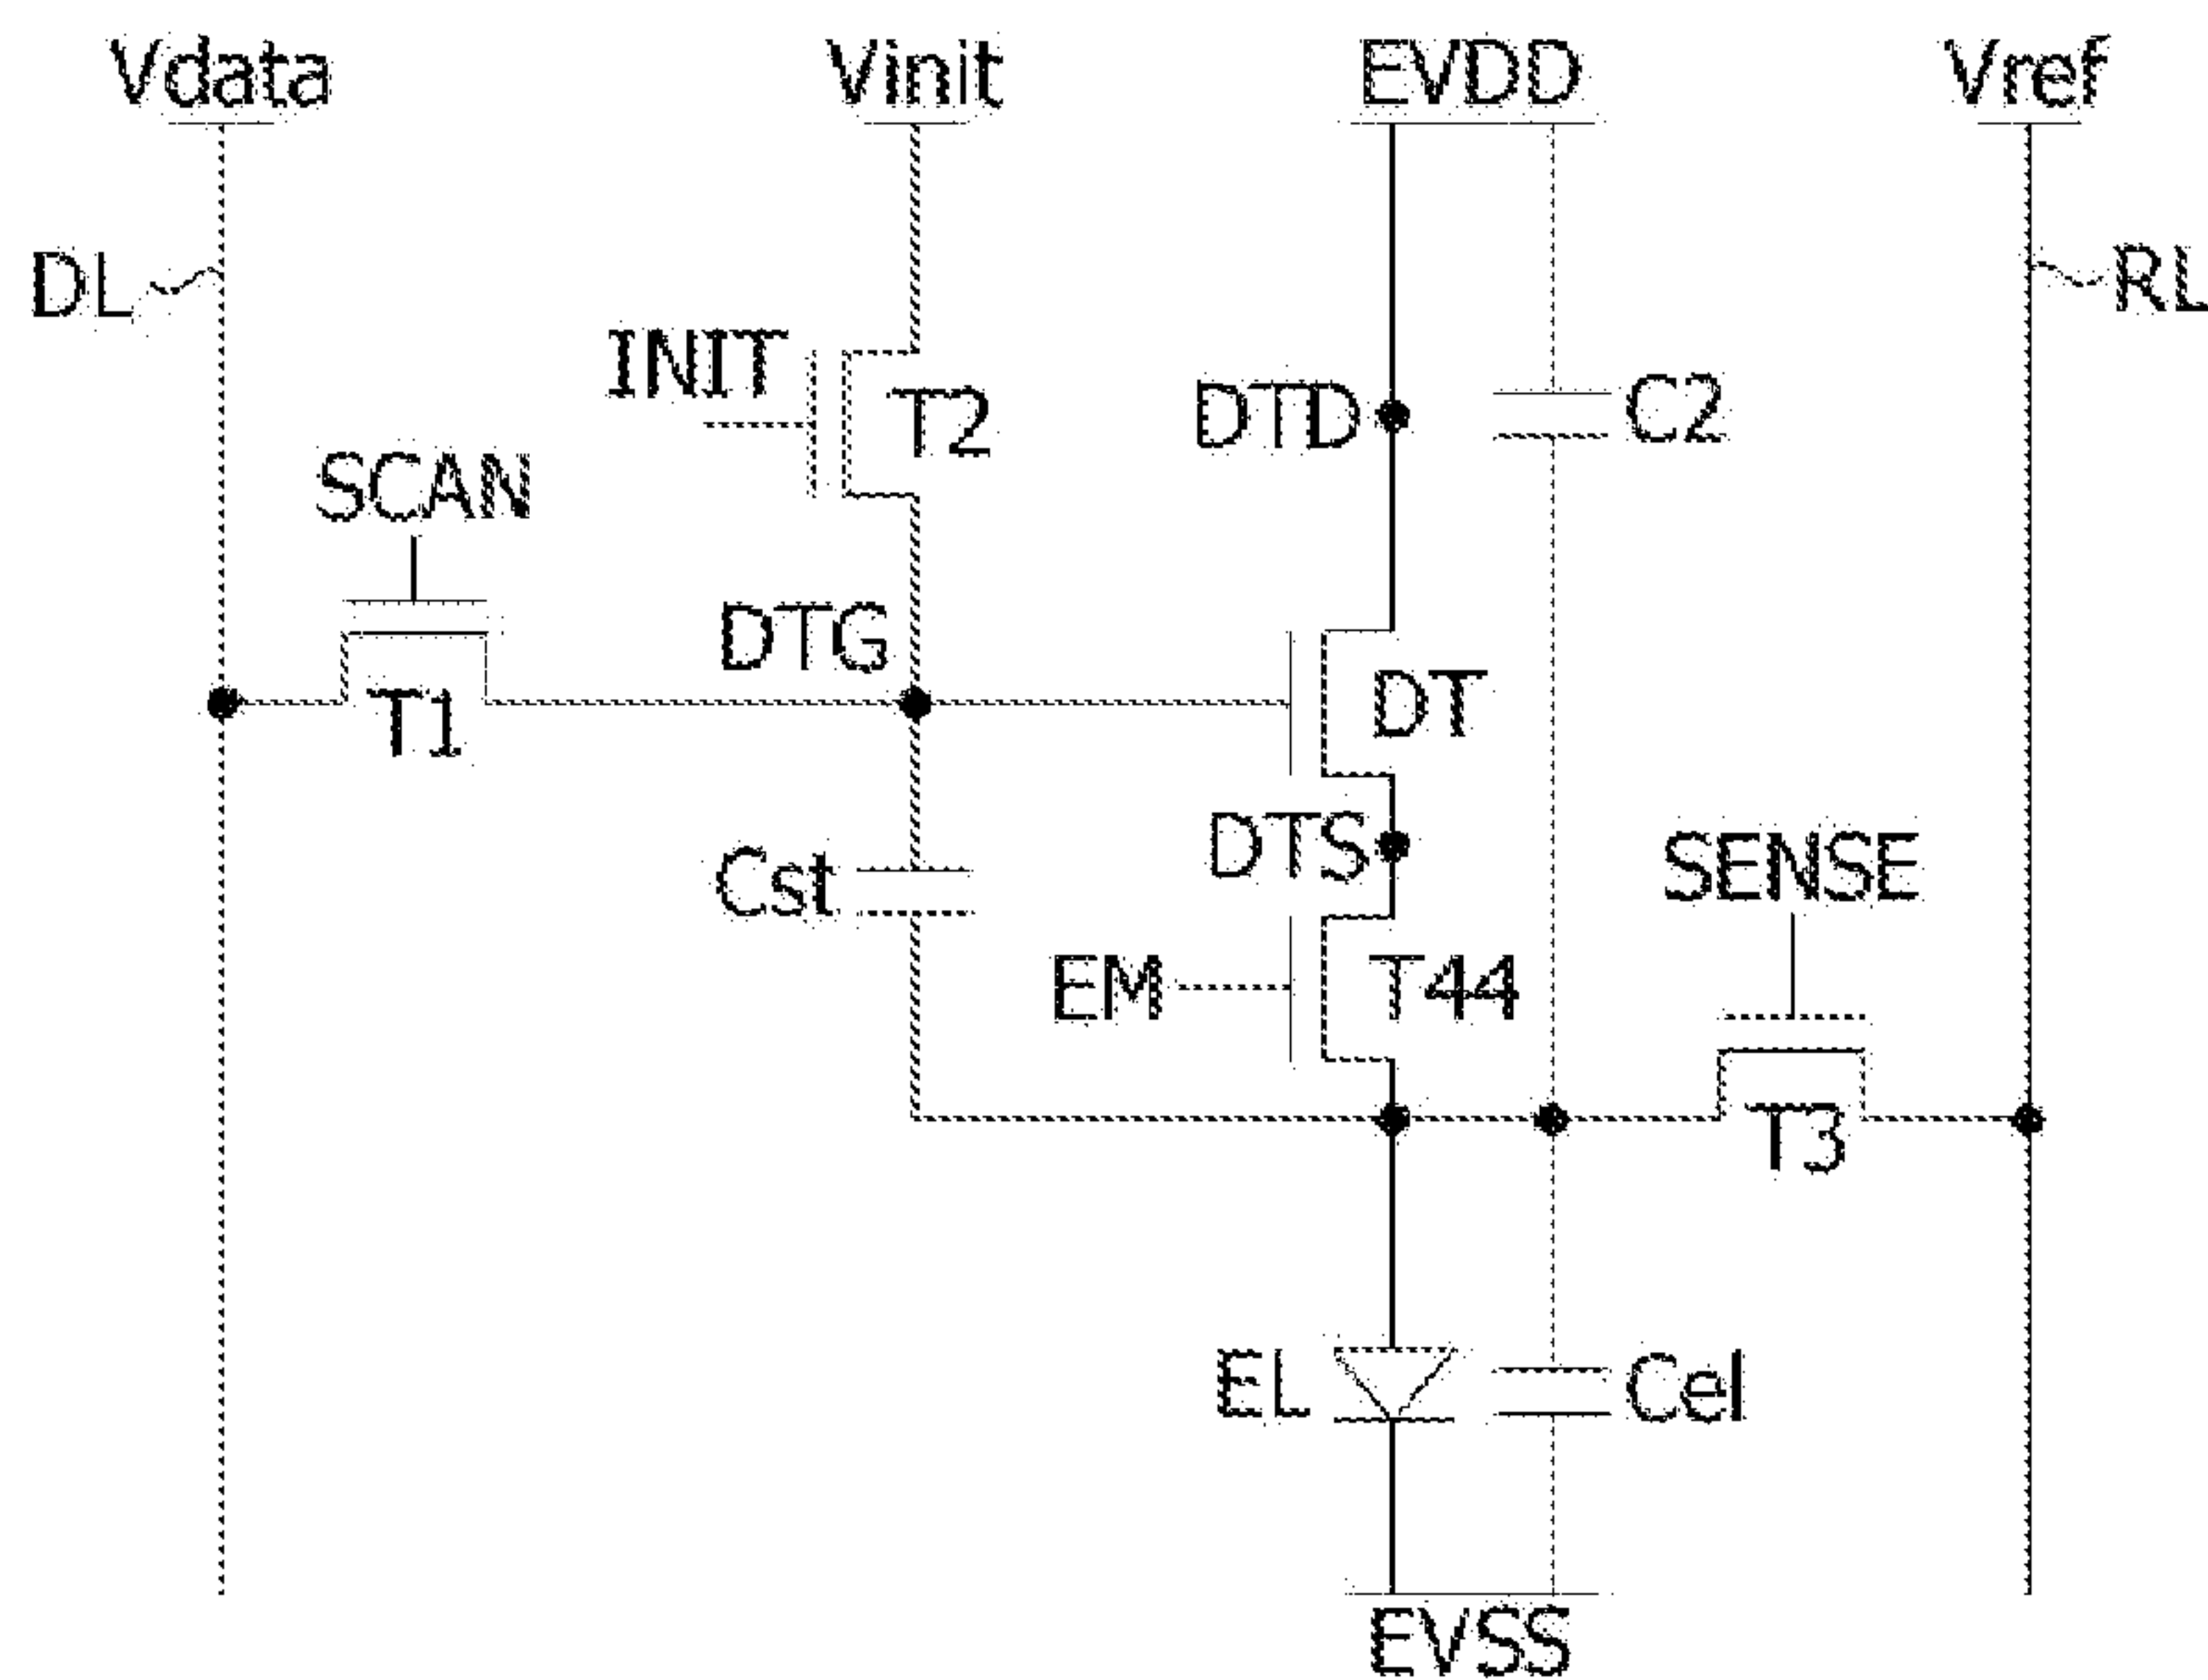 Vdata
Vinit
EVDD
Vref
DL
RL
INIT
T2
DTD
C2
SCAN
DTG
T1
DT
DTS
Cst
SENSE
EM
T44
T3
EL
Cel
EVSS